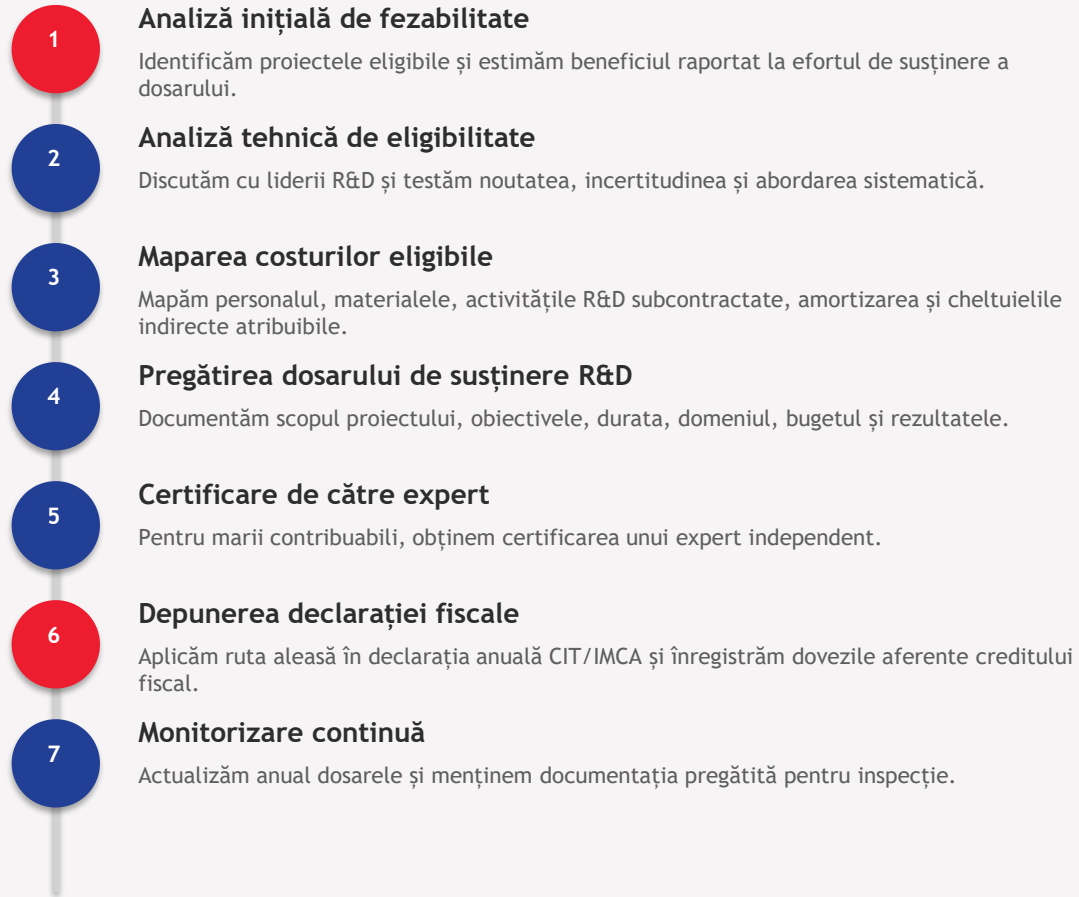 1
Analiză inițială de fezabilitate
Identificăm proiectele eligibile și estimăm beneficiul raportat la efortul de susținere a
dosarului.
2
Analiză tehnică de eligibilitate
Discutăm cu liderii R&D și testăm noutatea, incertitudinea și abordarea sistematică.
3
Maparea costurilor eligibile
Mapăm personalul, materialele, activitățile R&D subcontractate, amortizarea și cheltuielile
indirecte atribuibile.
4
Pregătirea dosarului de susținere R&D
Documentăm scopul proiectului, obiectivele, durata, domeniul, bugetul și rezultatele.
5
Certificare de către expert
Pentru marii contribuabili, obținem certificarea unui expert independent.
6
Depunerea declarației fiscale
Aplicăm ruta aleasă în declarația anuală CIT/IMCA și înregistrăm dovezile aferente creditului
fiscal.
7
Monitorizare continuă
Actualizăm anual dosarele și menținem documentația pregătită pentru inspecție.